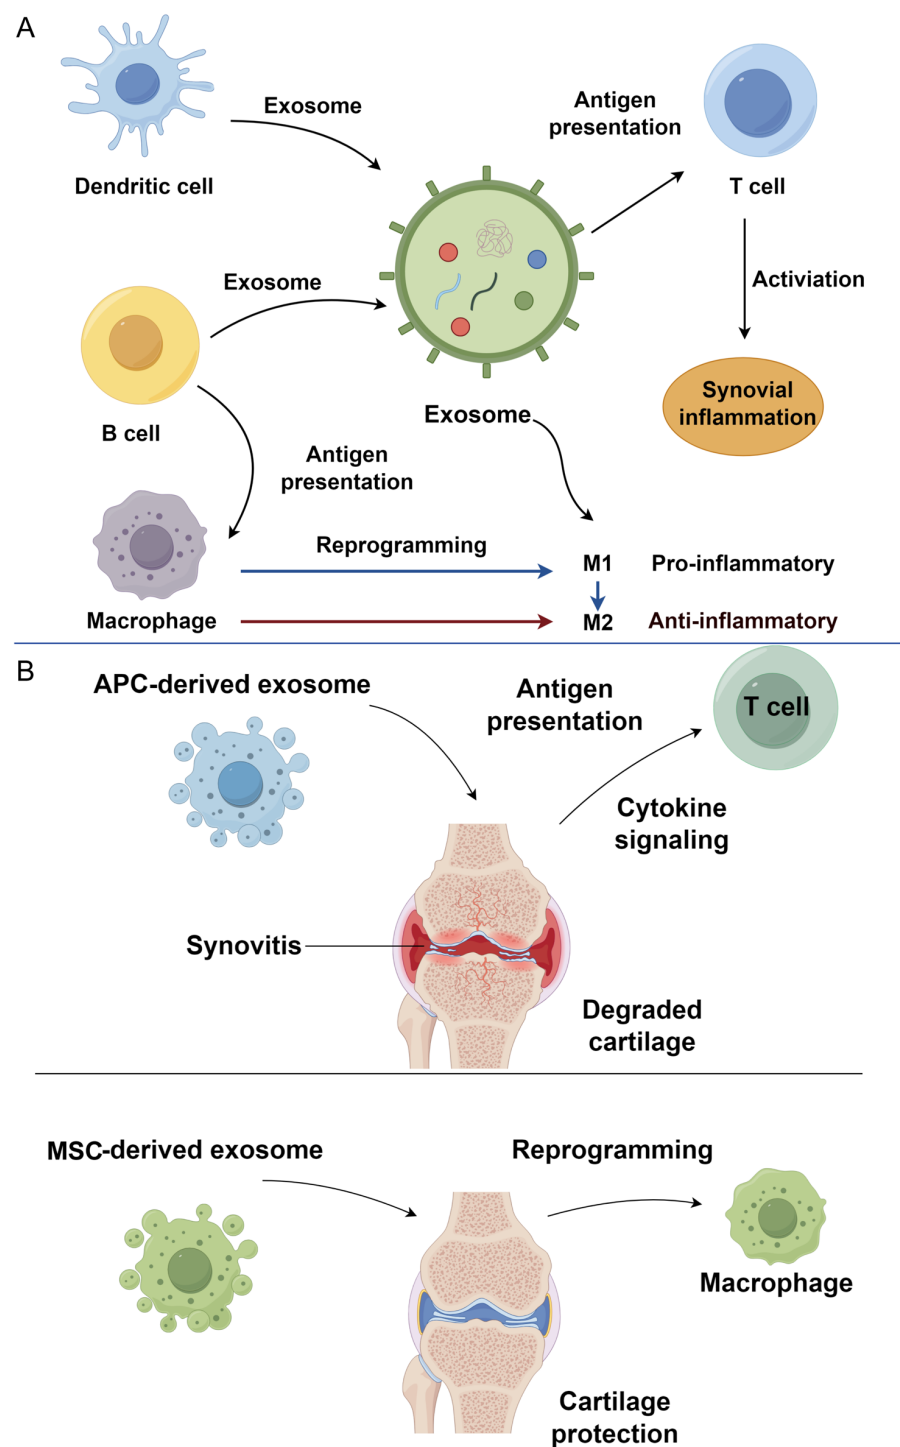 A
Exosome
Dendritic cell
Antigen
presentation
T cell
Exosome
Activiation
B cell
Exosome
Synovial
inflammation
Antigen
presentation
Reprogramming
M1 Pro-inflammatory
Macrophage
M2 Anti-inflammatory
B
APC-derived exosome
Antigen
presentation
T cell
Cytokine
signaling
Synovitis
Degraded
cartilage
MSC-derived exosome
Reprogramming
Macrophage
Cartilage
protection